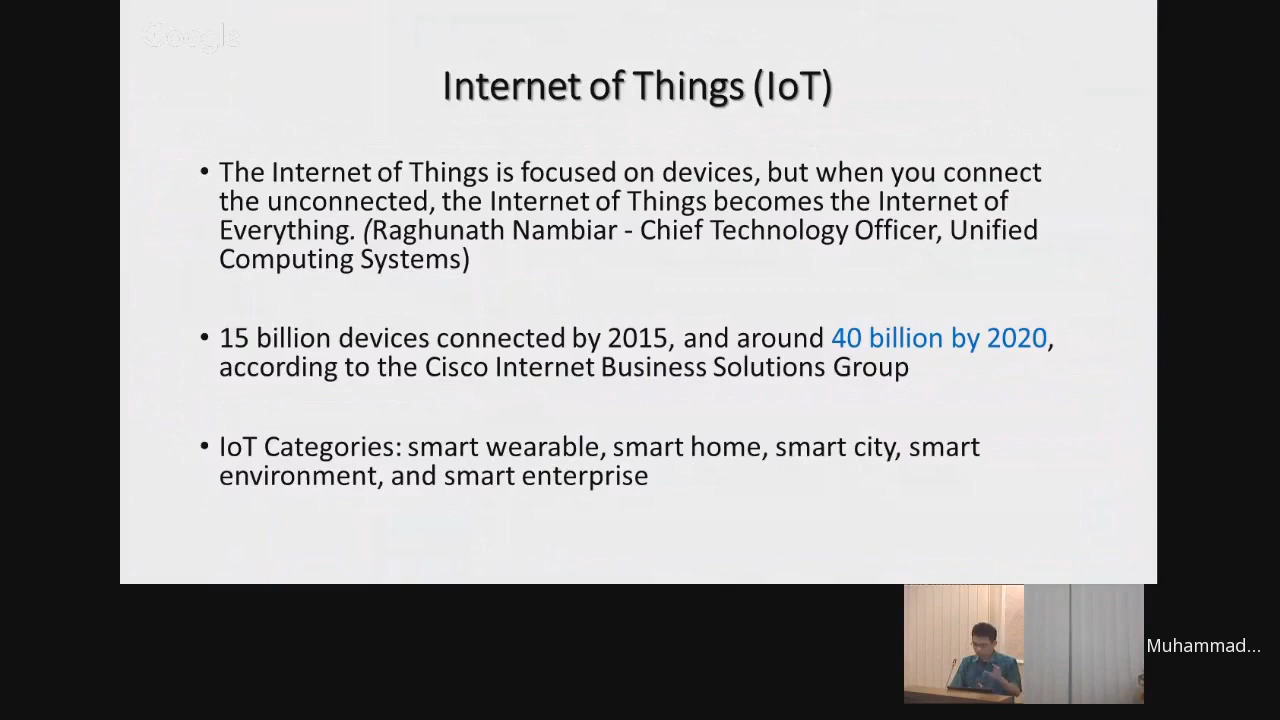 Google
Internet of Things (IoT)
• The Internet of Things is focused on devices, but when you connect
the unconnected, the Internet of Things becomes the Internet of
Everything. (Raghunath Nambiar - Chief Technology Officer, Unified
Computing Systems)
• 15 billion devices connected by 2015, and around 40 billion by 2020,
according to the Cisco Internet Business Solutions Group
• IoT Categories: smart wearable, smart home, smart city, smart
environment, and smart enterprise
Muhammad...